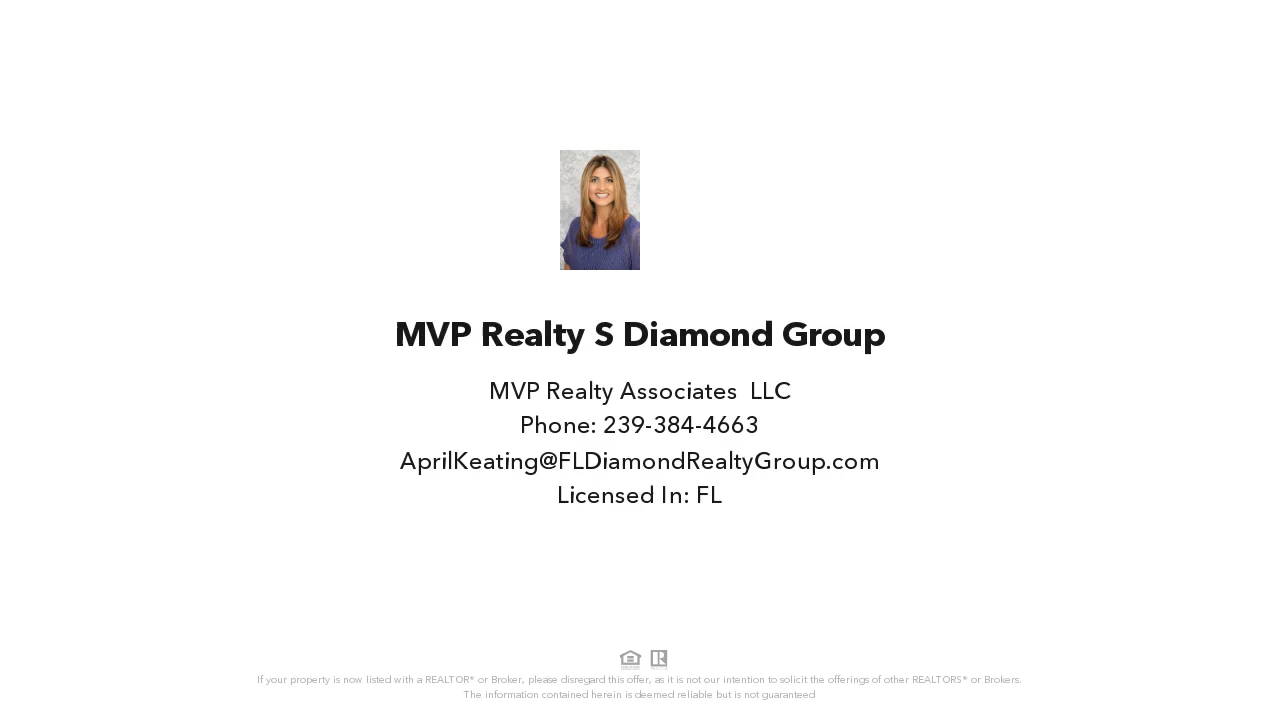 MVP Realty S Diamond Group
MVP Realty Associates  LLC
Phone: 239-384-4663
AprilKeating@FLDiamondRealtyGroup.com
Licensed In: FL
If your property is now listed with a REALTOR® or Broker, please disregard this offer, as it is not our intention to solicit the offerings of other REALTORS® or Brokers.
The information contained herein is deemed reliable but is not guaranteed